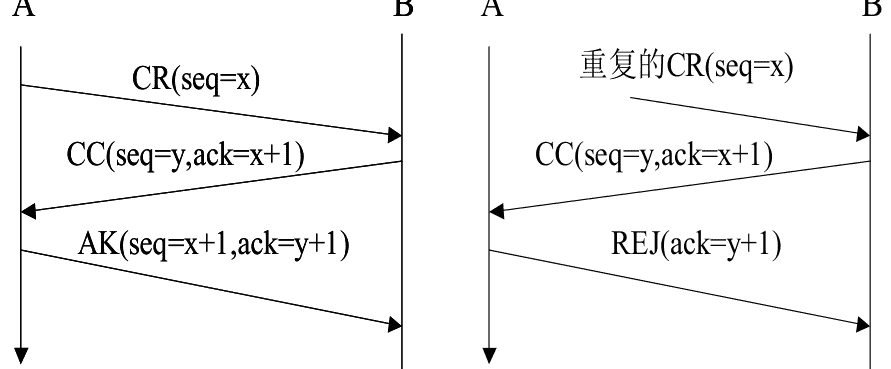 A B
CR(seq=x)
CC(seq=y,ack=x+1)
AK(seq=x+1,ack=y+1)
A B
重复的CR(seq=x)
CC(seq=y,ack=x+1)
REJ(ack=y+1)